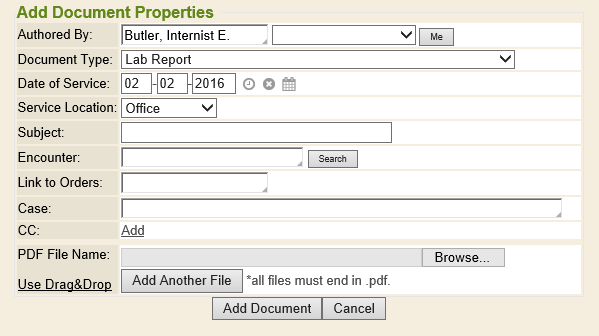 Add Document Properties
Authored By: Butler, Internist E. Me
Document Type: Lab Report
Date of Service: 02-02-2016
Service Location: Office
Subject:
Encounter: Search
Link to Orders:
Case:
CC: Add
PDF File Name: Browse...
Use Drag&Drop Add Another File *all files must end in .pdf.
Add Document Cancel